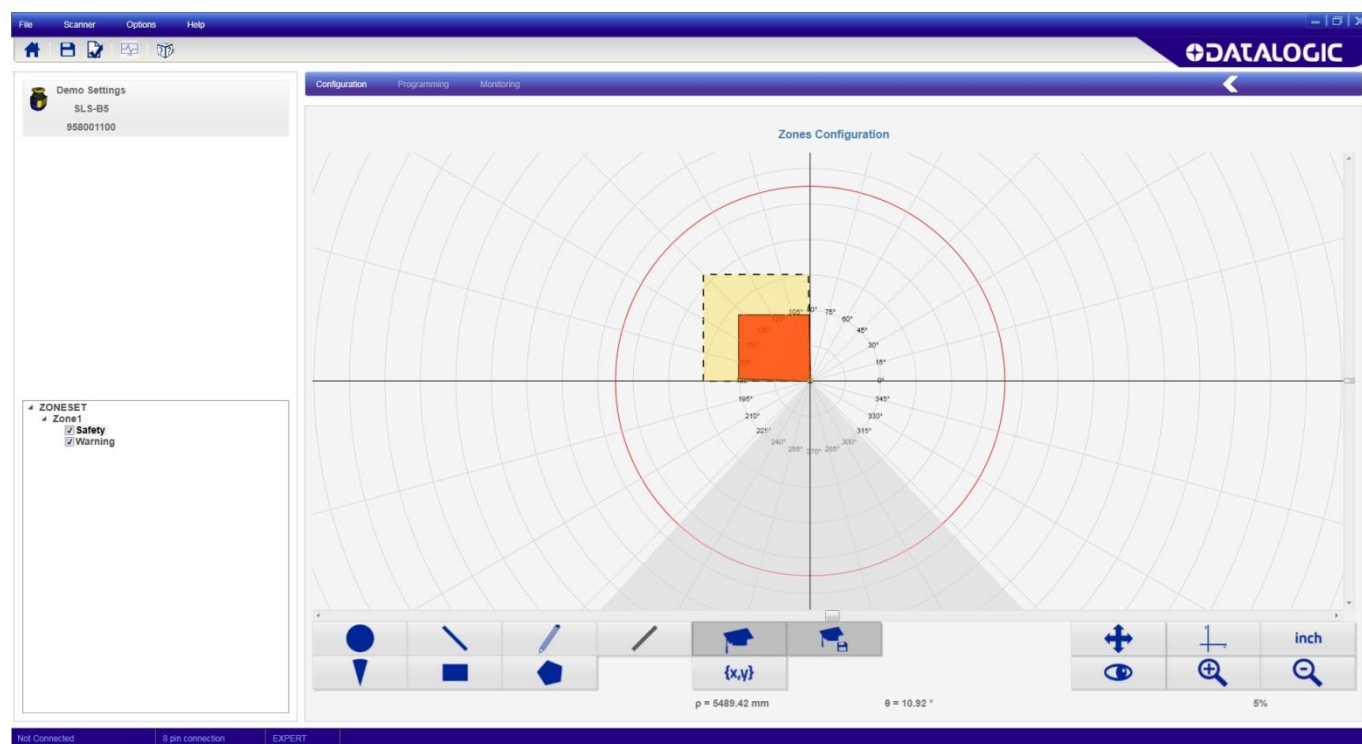 File Scanner Options Help
DATALOGIC
Demo Settings
SLS-B5
958001100
Configuration Programming Monitoring
Zones Configuration
105° 90° 75°
60°
45°
30°
15°
0°
195° 345°
210° 330°
225° 315°
240° 300°
255° 270° 285°
ZONESET
Zone1
Safety
Warning
inch
{x,y}
ρ = 5489.42 mm θ = 10.92 ° 5%
Not Connected 8 pin connection EXPERT